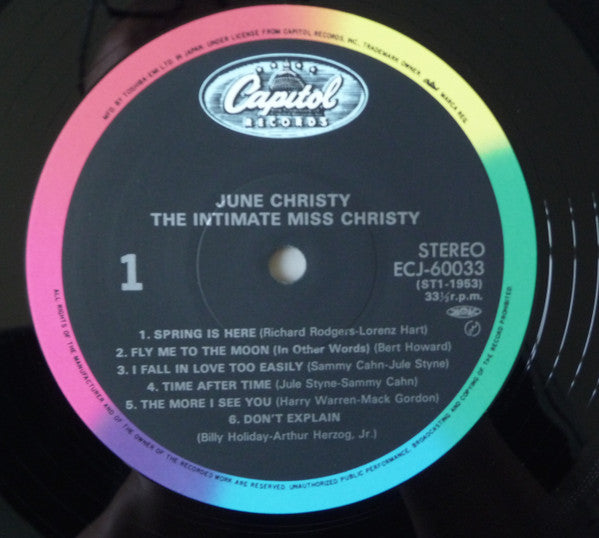 MFD. BY TOSHIBA-EMI LTD. IN JAPAN. UNDER LICENSE FROM CAPITOL RECORDS, INC., TRADEMARK OWNER. MARCA REG.
Capitol
RECORDS
JUNE CHRISTY
THE INTIMATE MISS CHRISTY
1
STEREO
ECJ-60033
(ST1-1953)
33⅓r.p.m.
1. SPRING IS HERE (Richard Rodgers-Lorenz Hart)
2. FLY ME TO THE MOON (In Other Words) (Bert Howard)
3. I FALL IN LOVE TOO EASILY (Sammy Cahn-Jule Styne)
4. TIME AFTER TIME (Jule Styne-Sammy Cahn)
5. THE MORE I SEE YOU (Harry Warren-Mack Gordon)
6. DON'T EXPLAIN
(Billy Holiday-Arthur Herzog, Jr.)
ALL RIGHTS OF THE MANUFACTURER AND OF THE OWNER OF THE RECORDED WORK ARE RESERVED. UNAUTHORIZED PUBLIC PERFORMANCE, BROADCASTING AND COPYING OF THE RECORD PROHIBITED.